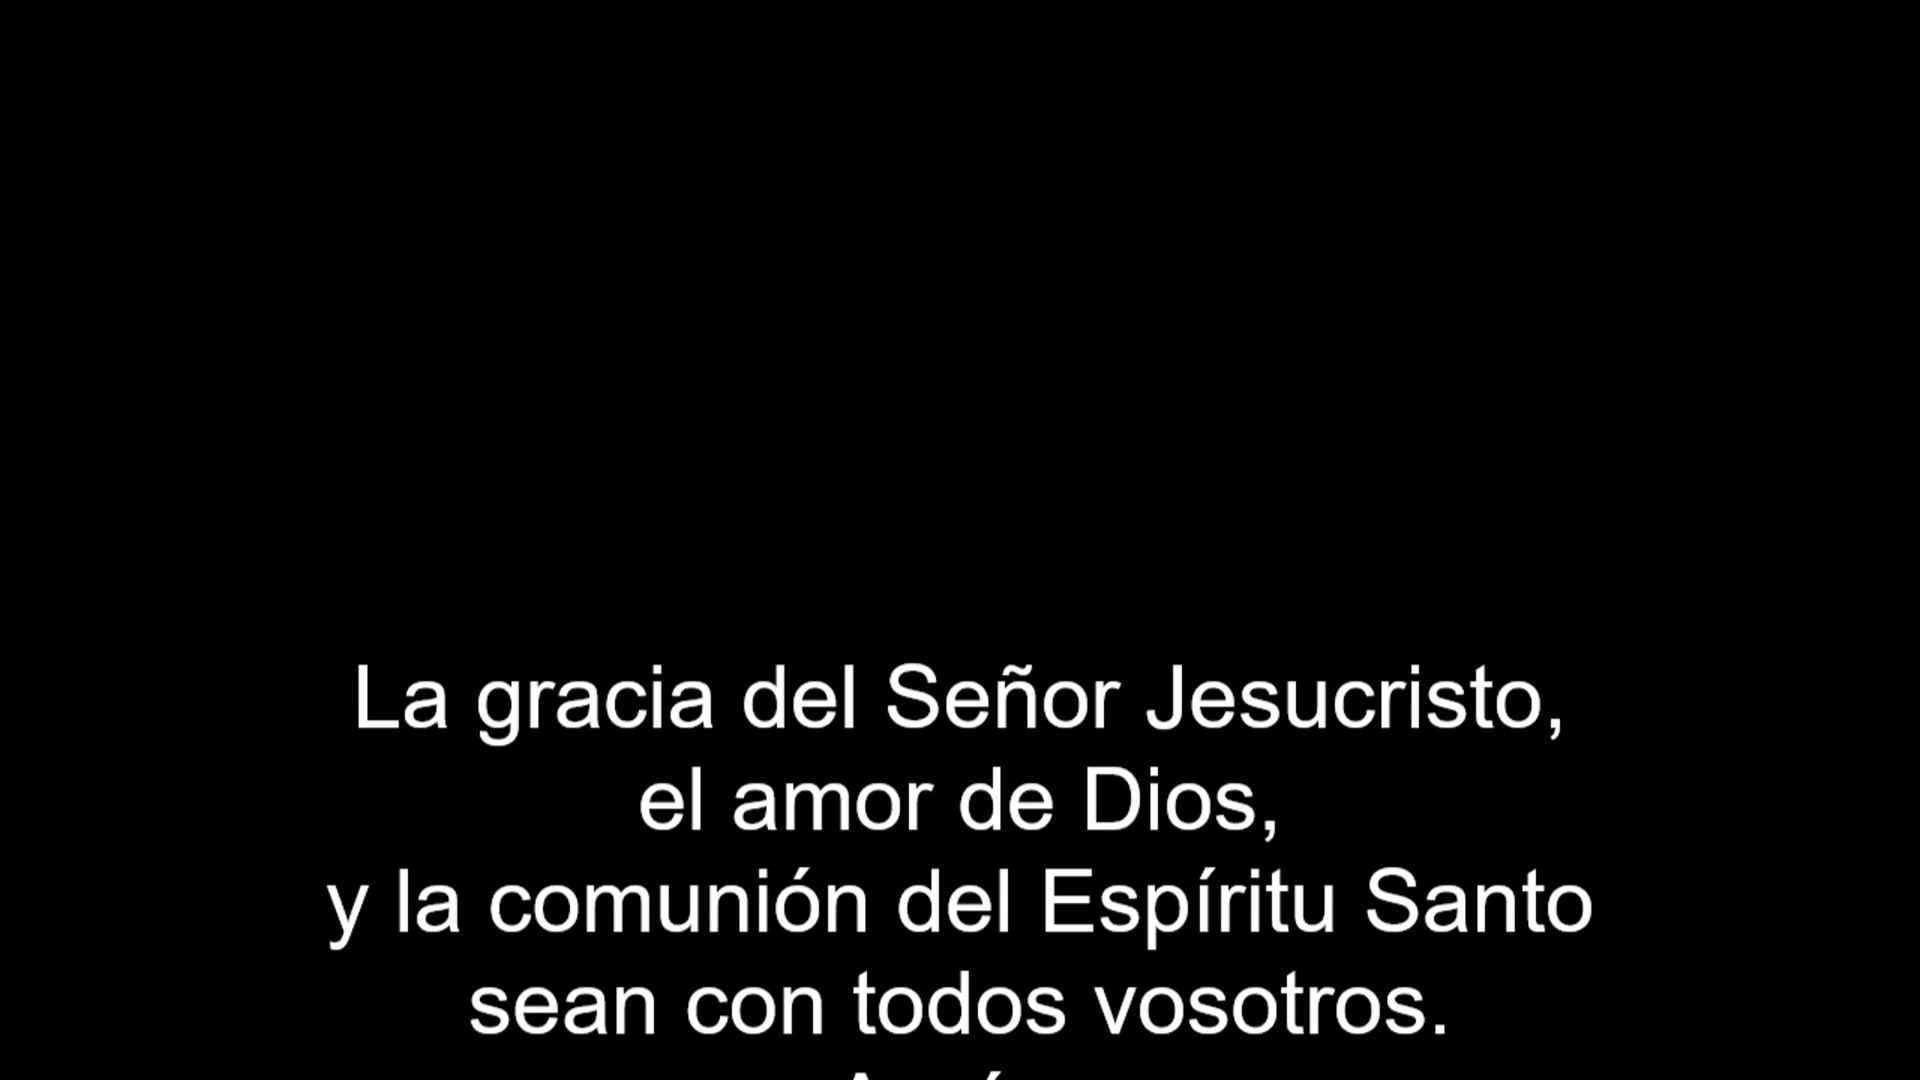 La gracia del Señor Jesucristo,
el amor de Dios,
y la comunión del Espíritu Santo
sean con todos vosotros.